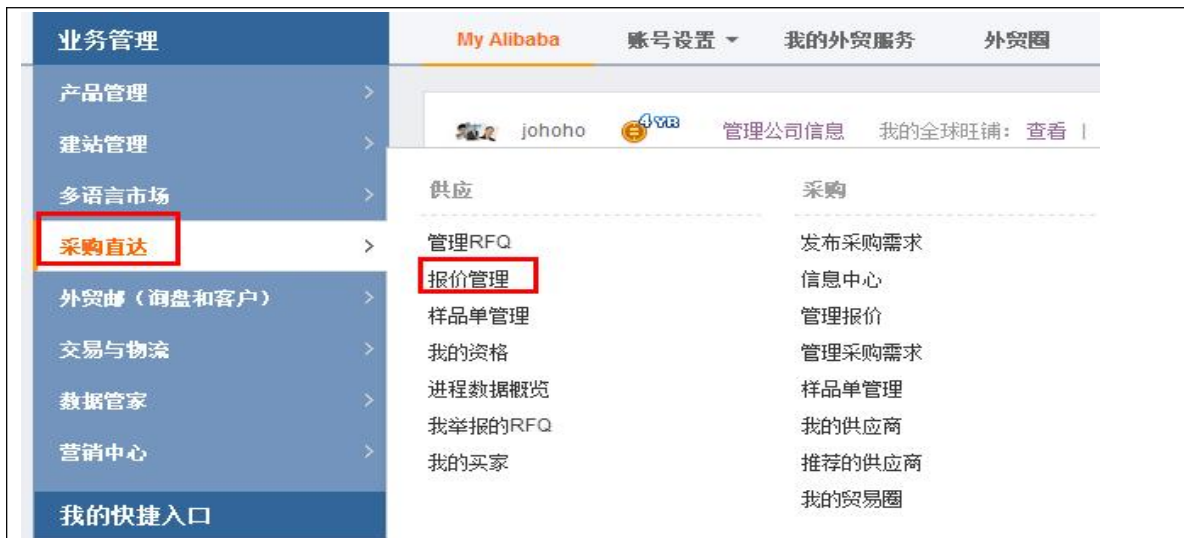 业务管理
My Alibaba 账号设置 我的外贸服务 外贸圈
产品管理
建站管理
多语言市场
采购直达
外贸邮（询盘和客户）
交易与物流
数据管家
营销中心
我的快捷入口
johoho 4YR 管理公司信息 我的全球旺铺：查看 |
供应
管理RFQ
报价管理
样品单管理
我的资格
进程数据概览
我举报的RFQ
我的买家
采购
发布采购需求
信息中心
管理报价
管理采购需求
样品单管理
我的供应商
推荐的供应商
我的贸易圈